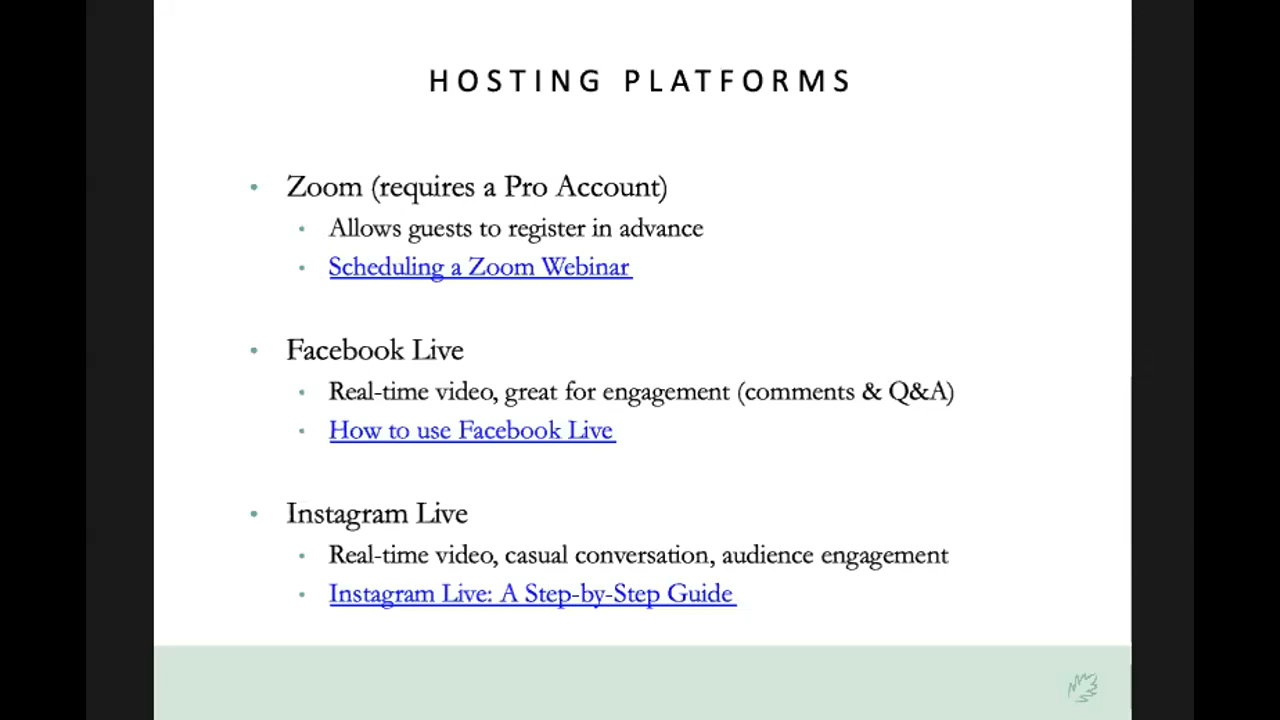 HOSTING PLATFORMS
• Zoom (requires a Pro Account)
• Allows guests to register in advance
• Scheduling a Zoom Webinar
• Facebook Live
• Real-time video, great for engagement (comments & Q&A)
• How to use Facebook Live
• Instagram Live
• Real-time video, casual conversation, audience engagement
• Instagram Live: A Step-by-Step Guide